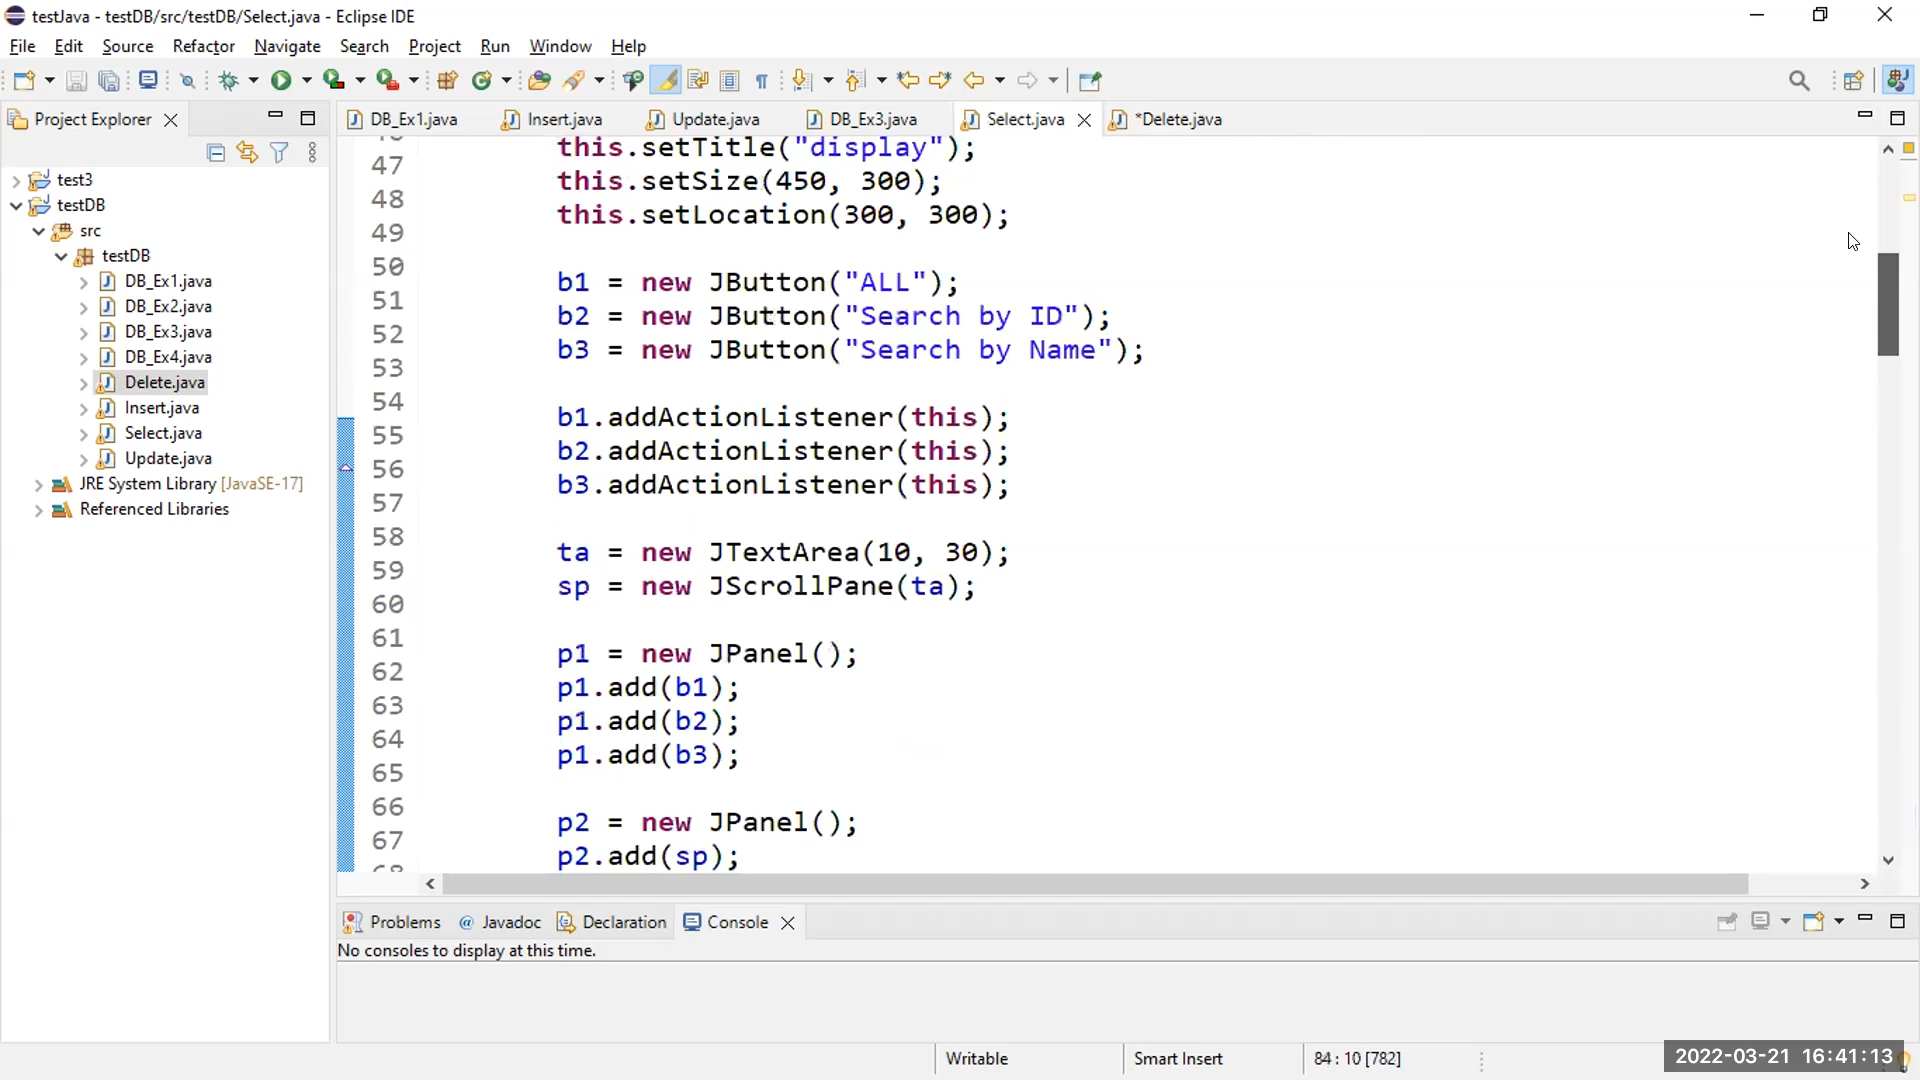 testJava - testDB/src/testDB/Select.java - Eclipse IDE
File Edit Source Refactor Navigate Search Project Run Window Help
Project Explorer
DB_Ex1.java Insert.java Update.java DB_Ex3.java Select.java *Delete.java
test3
testDB
src
testDB
DB_Ex1.java
DB_Ex2.java
DB_Ex3.java
DB_Ex4.java
Delete.java
Insert.java
Select.java
Update.java
JRE System Library [JavaSE-17]
Referenced Libraries
this.setTitle("display");
47 this.setSize(450, 300);
48 this.setLocation(300, 300);
49
50 b1 = new JButton("ALL");
51 b2 = new JButton("Search by ID");
52 b3 = new JButton("Search by Name");
53
54 b1.addActionListener(this);
55 b2.addActionListener(this);
56 b3.addActionListener(this);
57
58 ta = new JTextArea(10, 30);
59 sp = new JScrollPane(ta);
60
61 p1 = new JPanel();
62 p1.add(b1);
63 p1.add(b2);
64 p1.add(b3);
65
66 p2 = new JPanel();
67 p2.add(sp);
Problems Javadoc Declaration Console
No consoles to display at this time.
Writable Smart Insert 84 : 10 [782]
2022-03-21 16:41:13